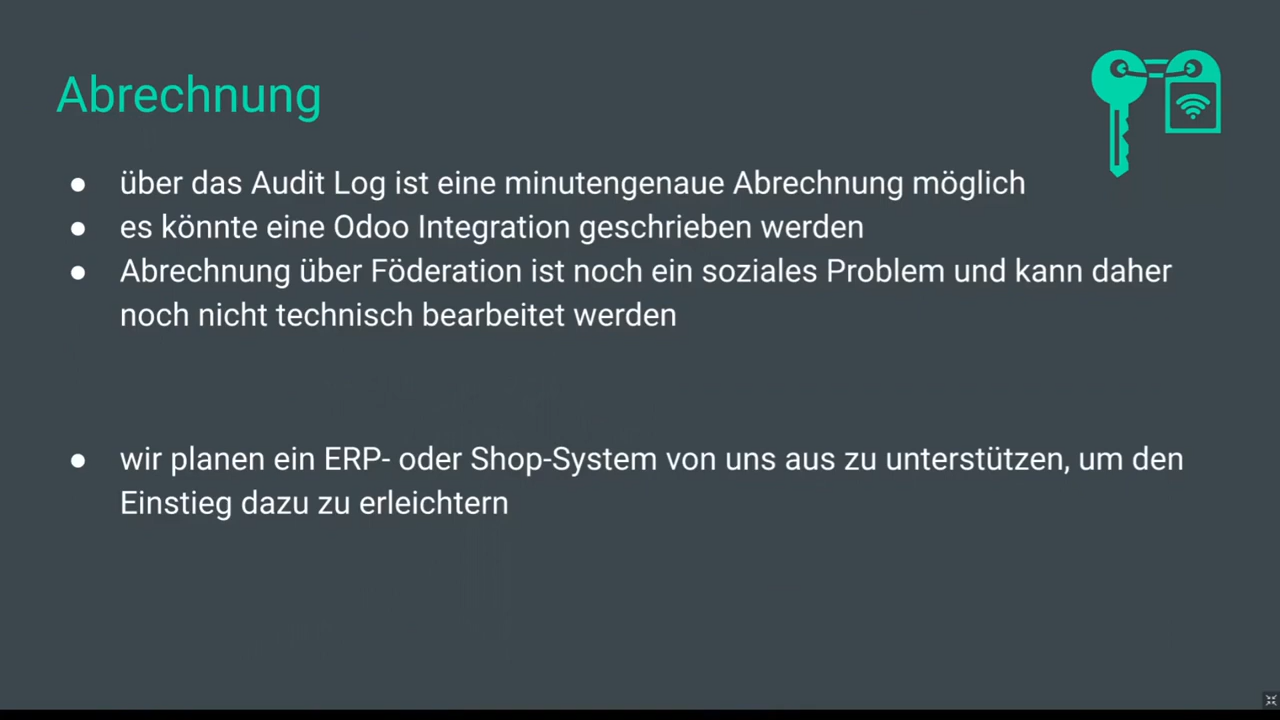 Abrechnung
● über das Audit Log ist eine minutengenaue Abrechnung möglich
● es könnte eine Odoo Integration geschrieben werden
● Abrechnung über Föderation ist noch ein soziales Problem und kann daher
noch nicht technisch bearbeitet werden
● wir planen ein ERP- oder Shop-System von uns aus zu unterstützen, um den
Einstieg dazu zu erleichtern